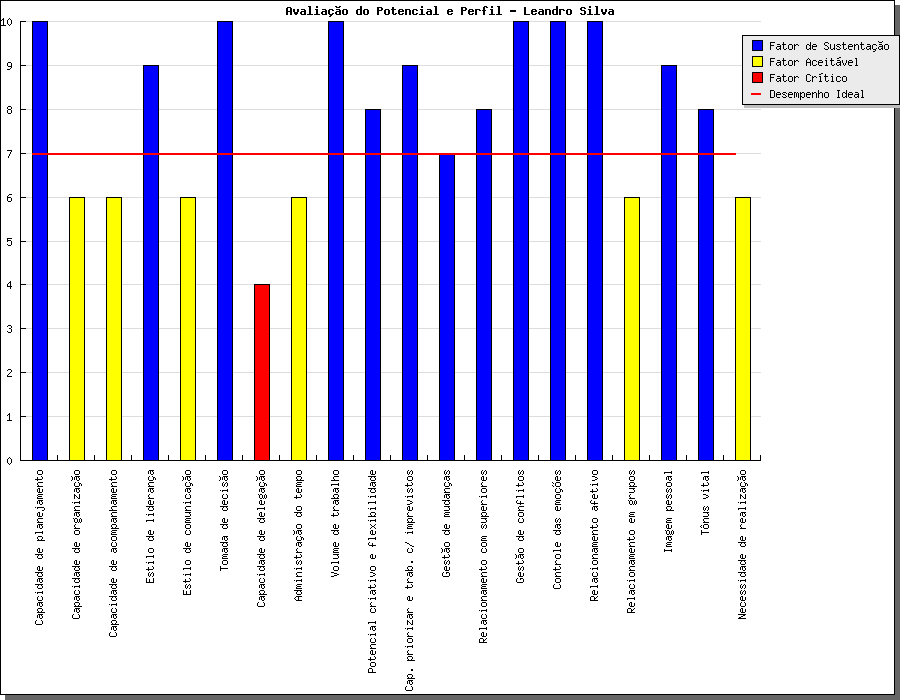 Avaliação do Potencial e Perfil - Leandro Silva
Fator de Sustentação
Fator Aceitável
Fator Crítico
Desempenho Ideal
10
9
8
7
6
5
4
3
2
1
0
Capacidade de planejamento
Capacidade de organização
Capacidade de acompanhamento
Estilo de liderança
Estilo de comunicação
Tomada de decisão
Capacidade de delegação
Administração do tempo
Volume de trabalho
Potencial criativo e flexibilidade
Cap. priorizar e trab. c/ imprevistos
Gestão de mudanças
Relacionamento com superiores
Gestão de conflitos
Controle das emoções
Relacionamento afetivo
Relacionamento em grupos
Imagem pessoal
Tônus vital
Necessidade de realização